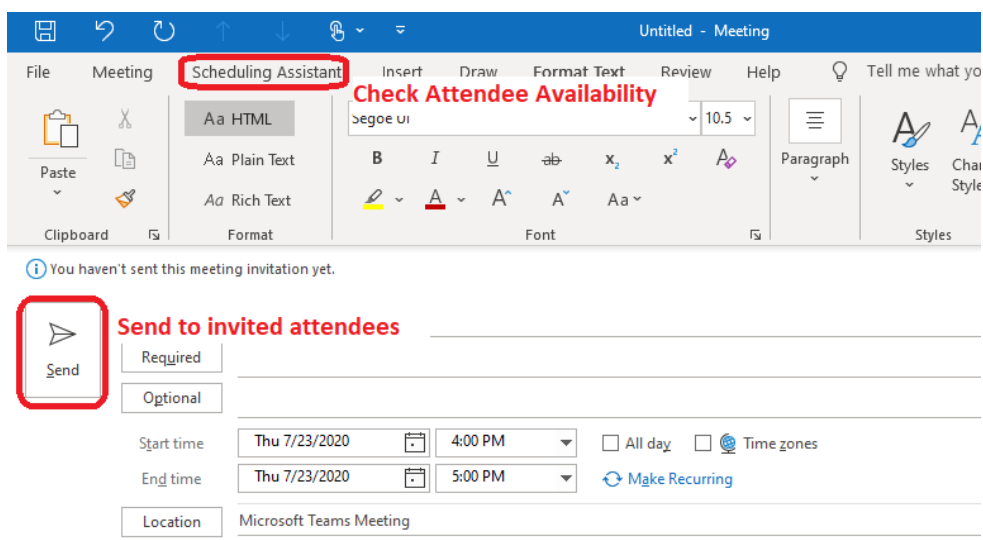 Untitled - Meeting
File Meeting Scheduling Assistant Insert Draw Format Text Review Help Tell me what yo
Check Attendee Availability
Paste
Aa HTML
Aa Plain Text
Aa Rich Text
Segoe UI 10.5
B I U ab x₂ x² A
A A A Aa
Paragraph
Styles
Char
Style
Clipboard Format Font Styles
You haven't sent this meeting invitation yet.
Send to invited attendees
Send
Required
Optional
Start time Thu 7/23/2020 4:00 PM All day Time zones
End time Thu 7/23/2020 5:00 PM Make Recurring
Location Microsoft Teams Meeting